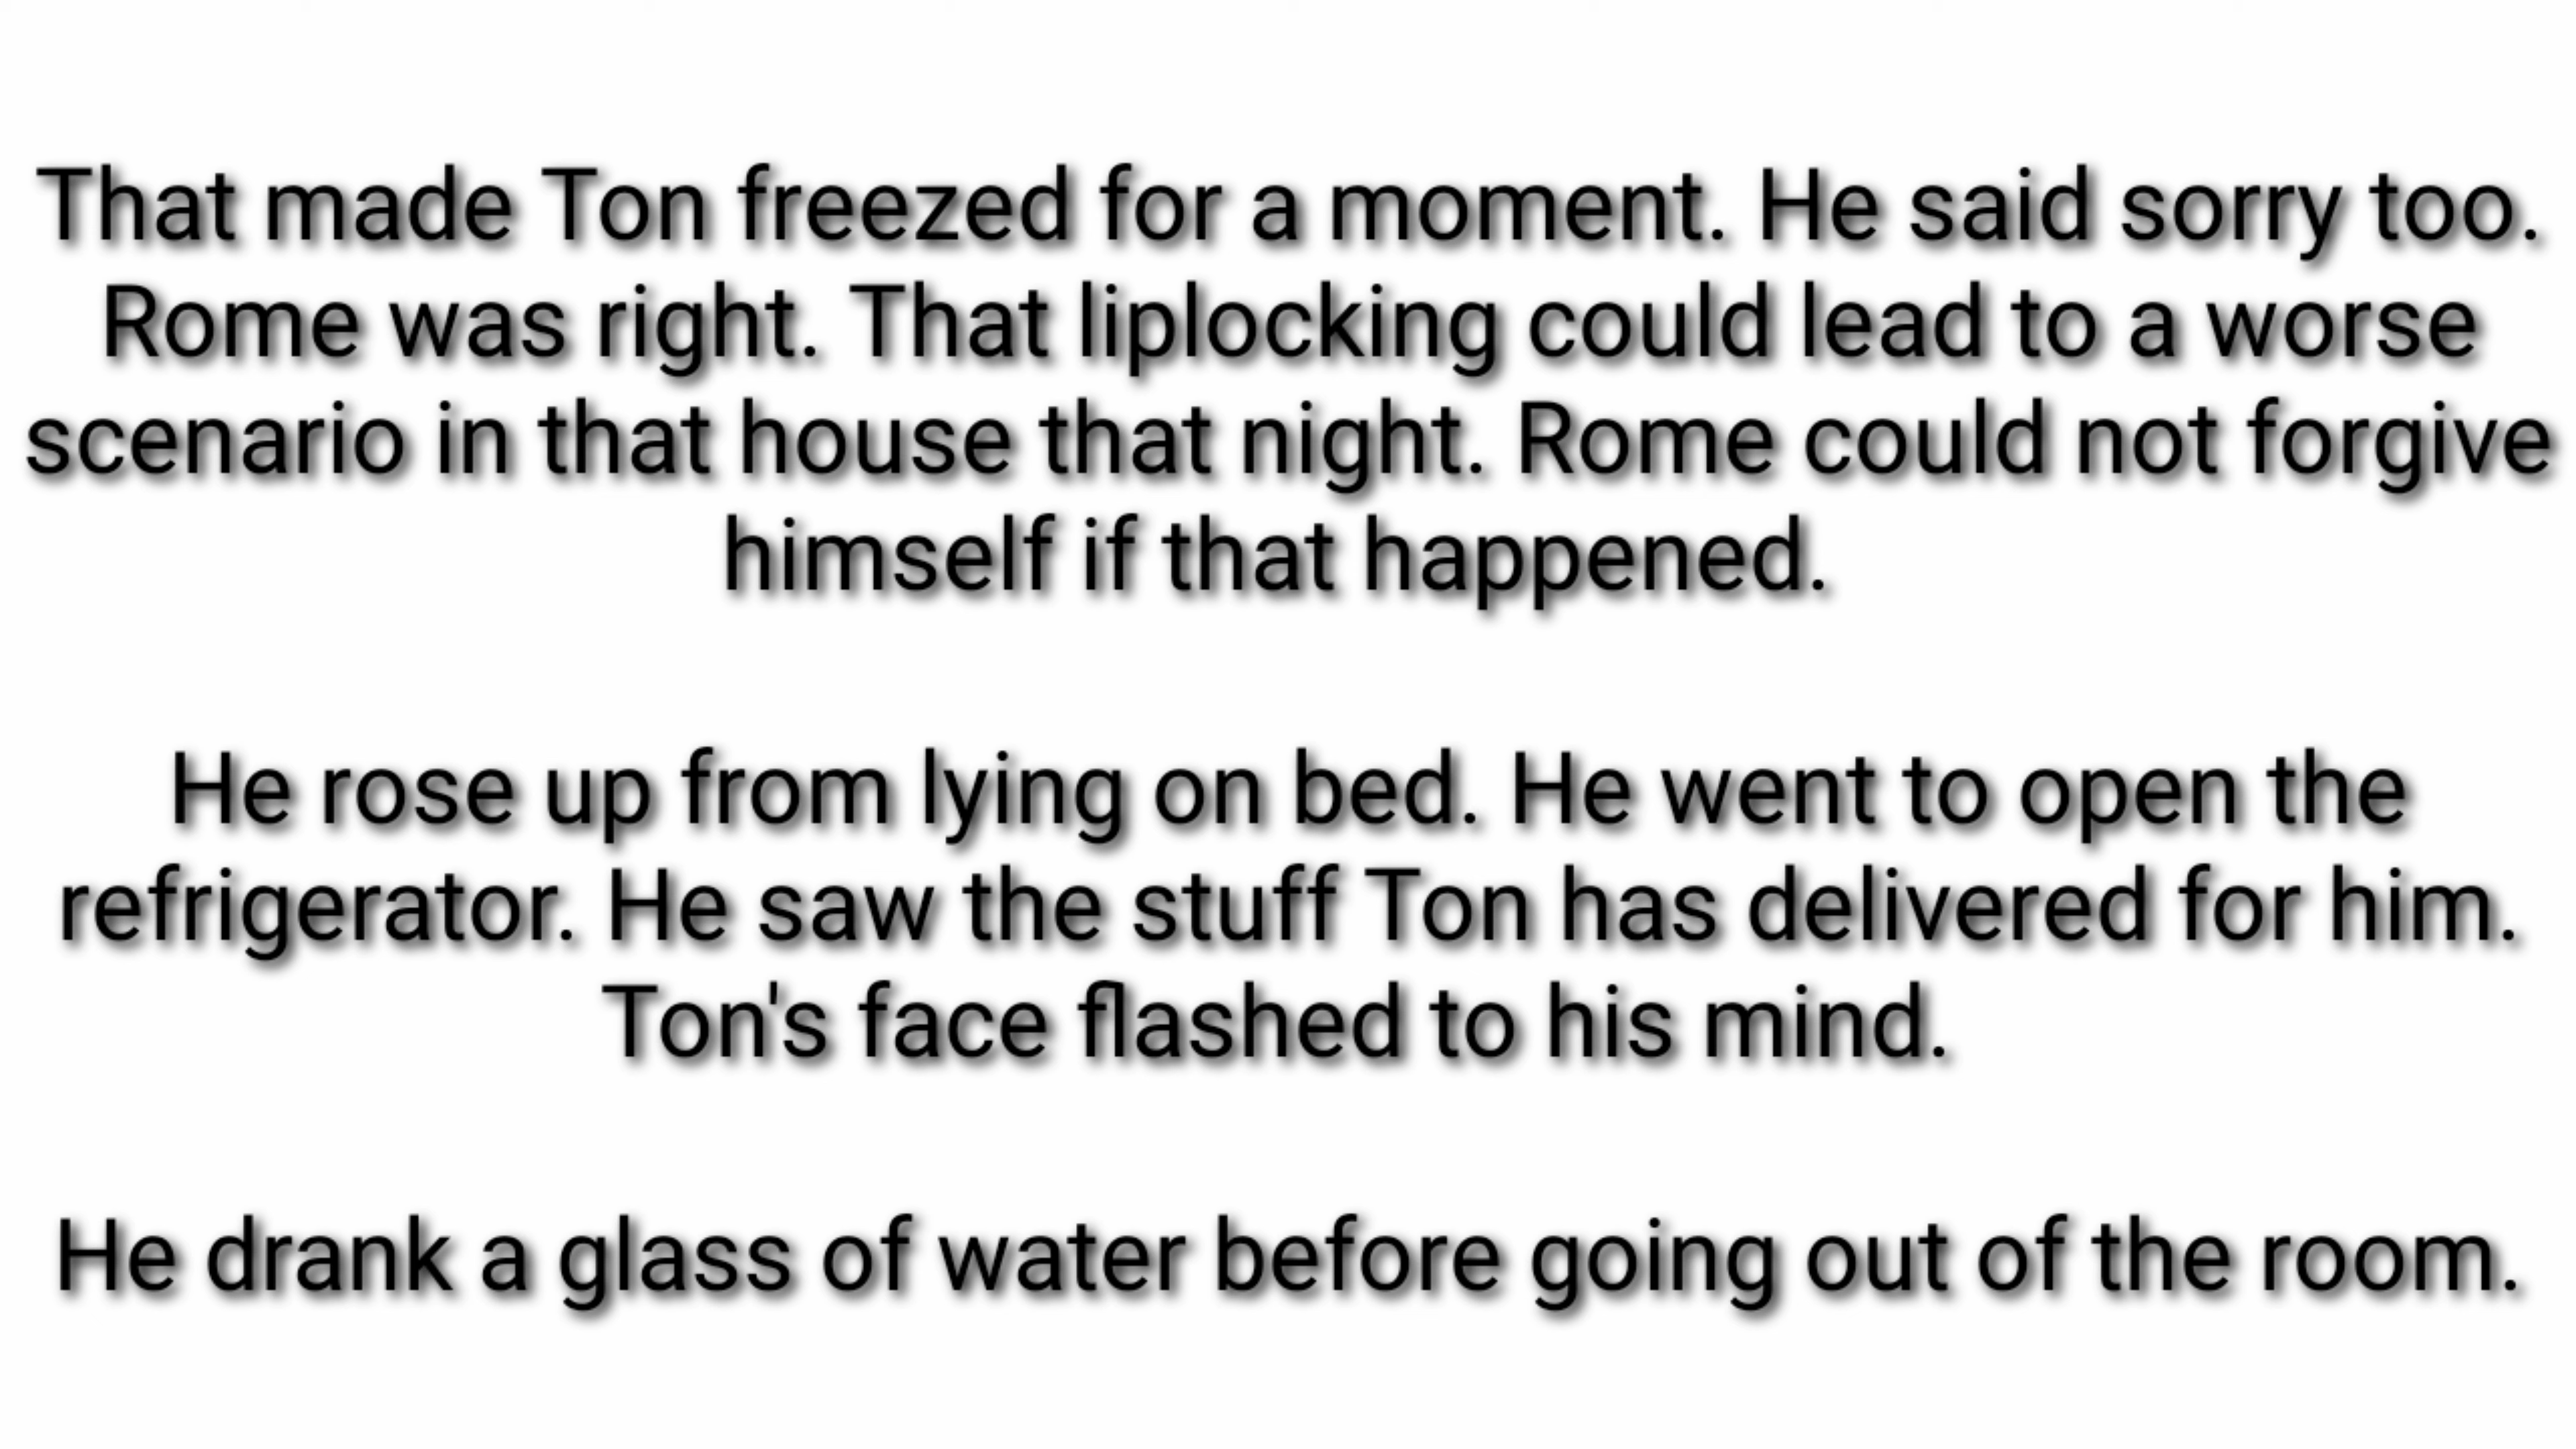 That made Ton freezed for a moment. He said sorry too.
Rome was right. That liplocking could lead to a worse
scenario in that house that night. Rome could not forgive
himself if that happened.
He rose up from lying on bed. He went to open the
refrigerator. He saw the stuff Ton has delivered for him.
Ton's face flashed to his mind.
He drank a glass of water before going out of the room.